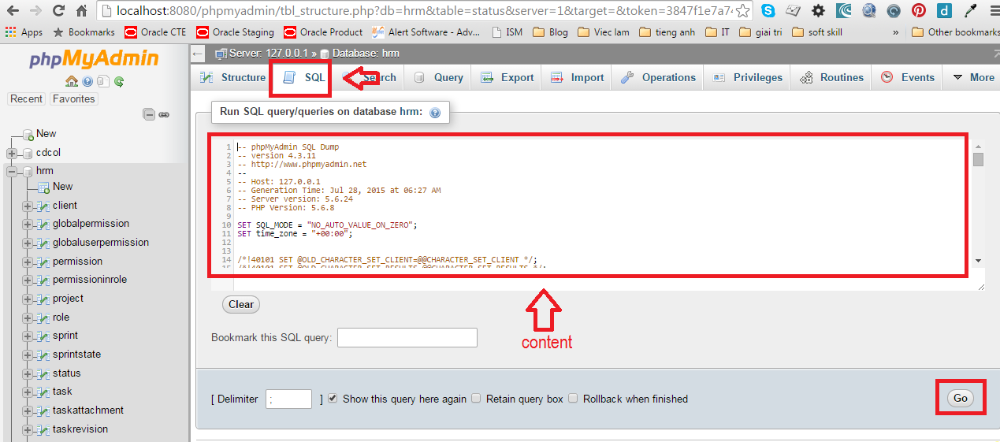 localhost:8080/phpmyadmin/tbl_structure.php?db=hrm&table=status&server=1&target=&token=3847f1e7a74
Apps Bookmarks Oracle CTE Oracle Staging Oracle Product Alert Software - Adv... ISM Blog Viec lam tieng anh IT giai tri soft skill » Other bookmarks
phpMyAdmin
Recent Favorites
New
cdcol
hrm
New
client
globalpermission
globaluserpermission
permission
permissioninrole
project
role
sprint
sprintstate
status
task
taskattachment
taskrevision
Server: 127.0.0.1 » Database: hrm
Structure SQL Search Query Export Import Operations Privileges Routines Events More
Run SQL query/queries on database hrm:
1 -- phpMyAdmin SQL Dump
2 -- version 4.3.11
3 -- http://www.phpmyadmin.net
4 --
5 -- Host: 127.0.0.1
6 -- Generation Time: Jul 28, 2015 at 06:27 AM
7 -- Server version: 5.6.24
8 -- PHP Version: 5.6.8
9
10 SET SQL_MODE = "NO_AUTO_VALUE_ON_ZERO";
11 SET time_zone = "+00:00";
12
13
14 /*!40101 SET @OLD_CHARACTER_SET_CLIENT=@@CHARACTER_SET_CLIENT */;
15 /*!40101 SET @OLD_CHARACTER_SET_RESULTS=@@CHARACTER_SET_RESULTS */;
Clear
content
Bookmark this SQL query:
[ Delimiter ; ] Show this query here again Retain query box Rollback when finished
Go